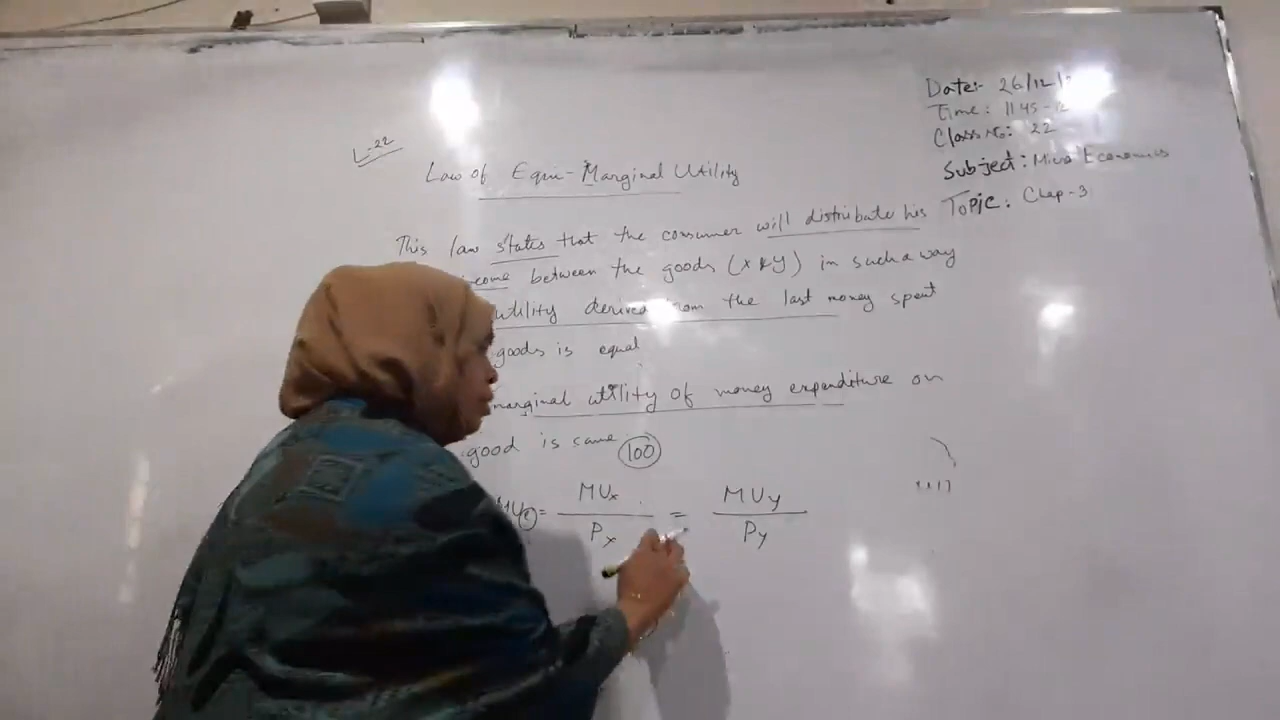 L-22
Law of Equi-Marginal Utility
This law states that the consumer will distribute his
come between the goods (x & y) in such a way
utility derived from the last money spent
goods is equal
marginal utility of money expenditure on
good is same (100)
= MUx / Px = MUy / Py
Date:- 26/12/
Time: 11 45 -
Class No: 22
Subject: Micro Economics
Topic: Chap-3